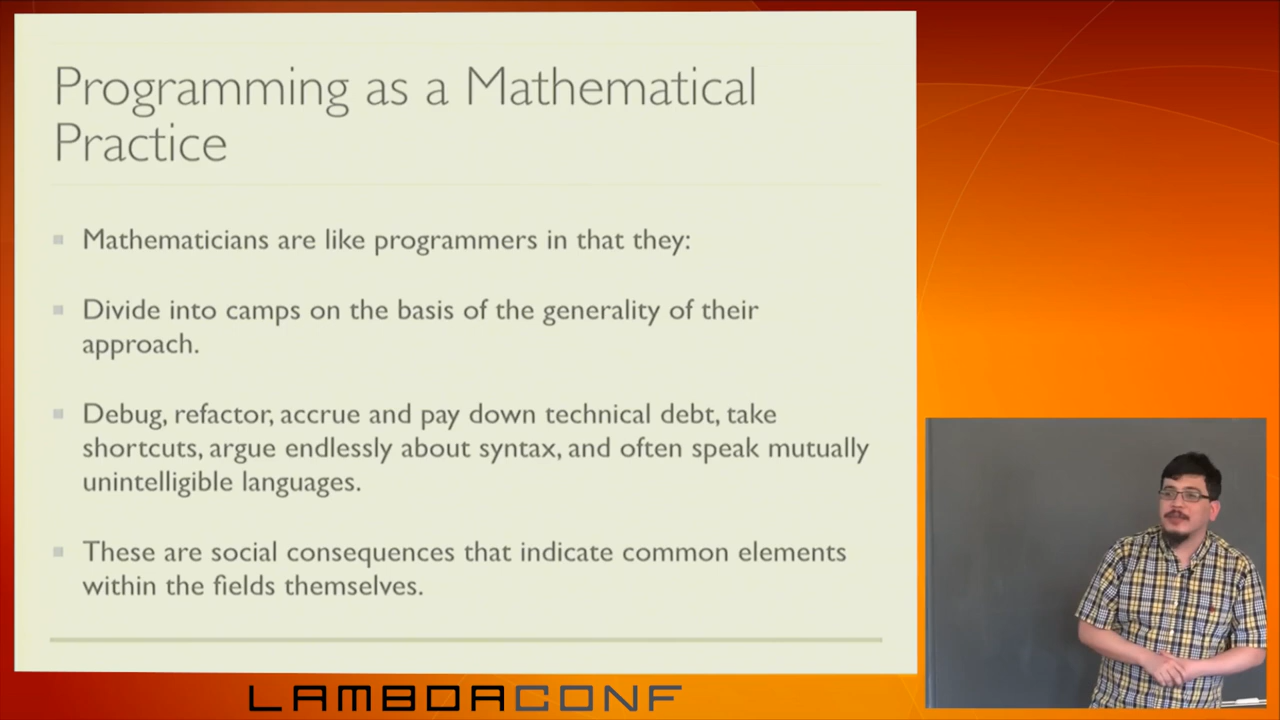 Programming as a Mathematical
Practice
Mathematicians are like programmers in that they:
Divide into camps on the basis of the generality of their
approach.
Debug, refactor, accrue and pay down technical debt, take
shortcuts, argue endlessly about syntax, and often speak mutually
unintelligible languages.
These are social consequences that indicate common elements
within the fields themselves.
LAMBDACONF